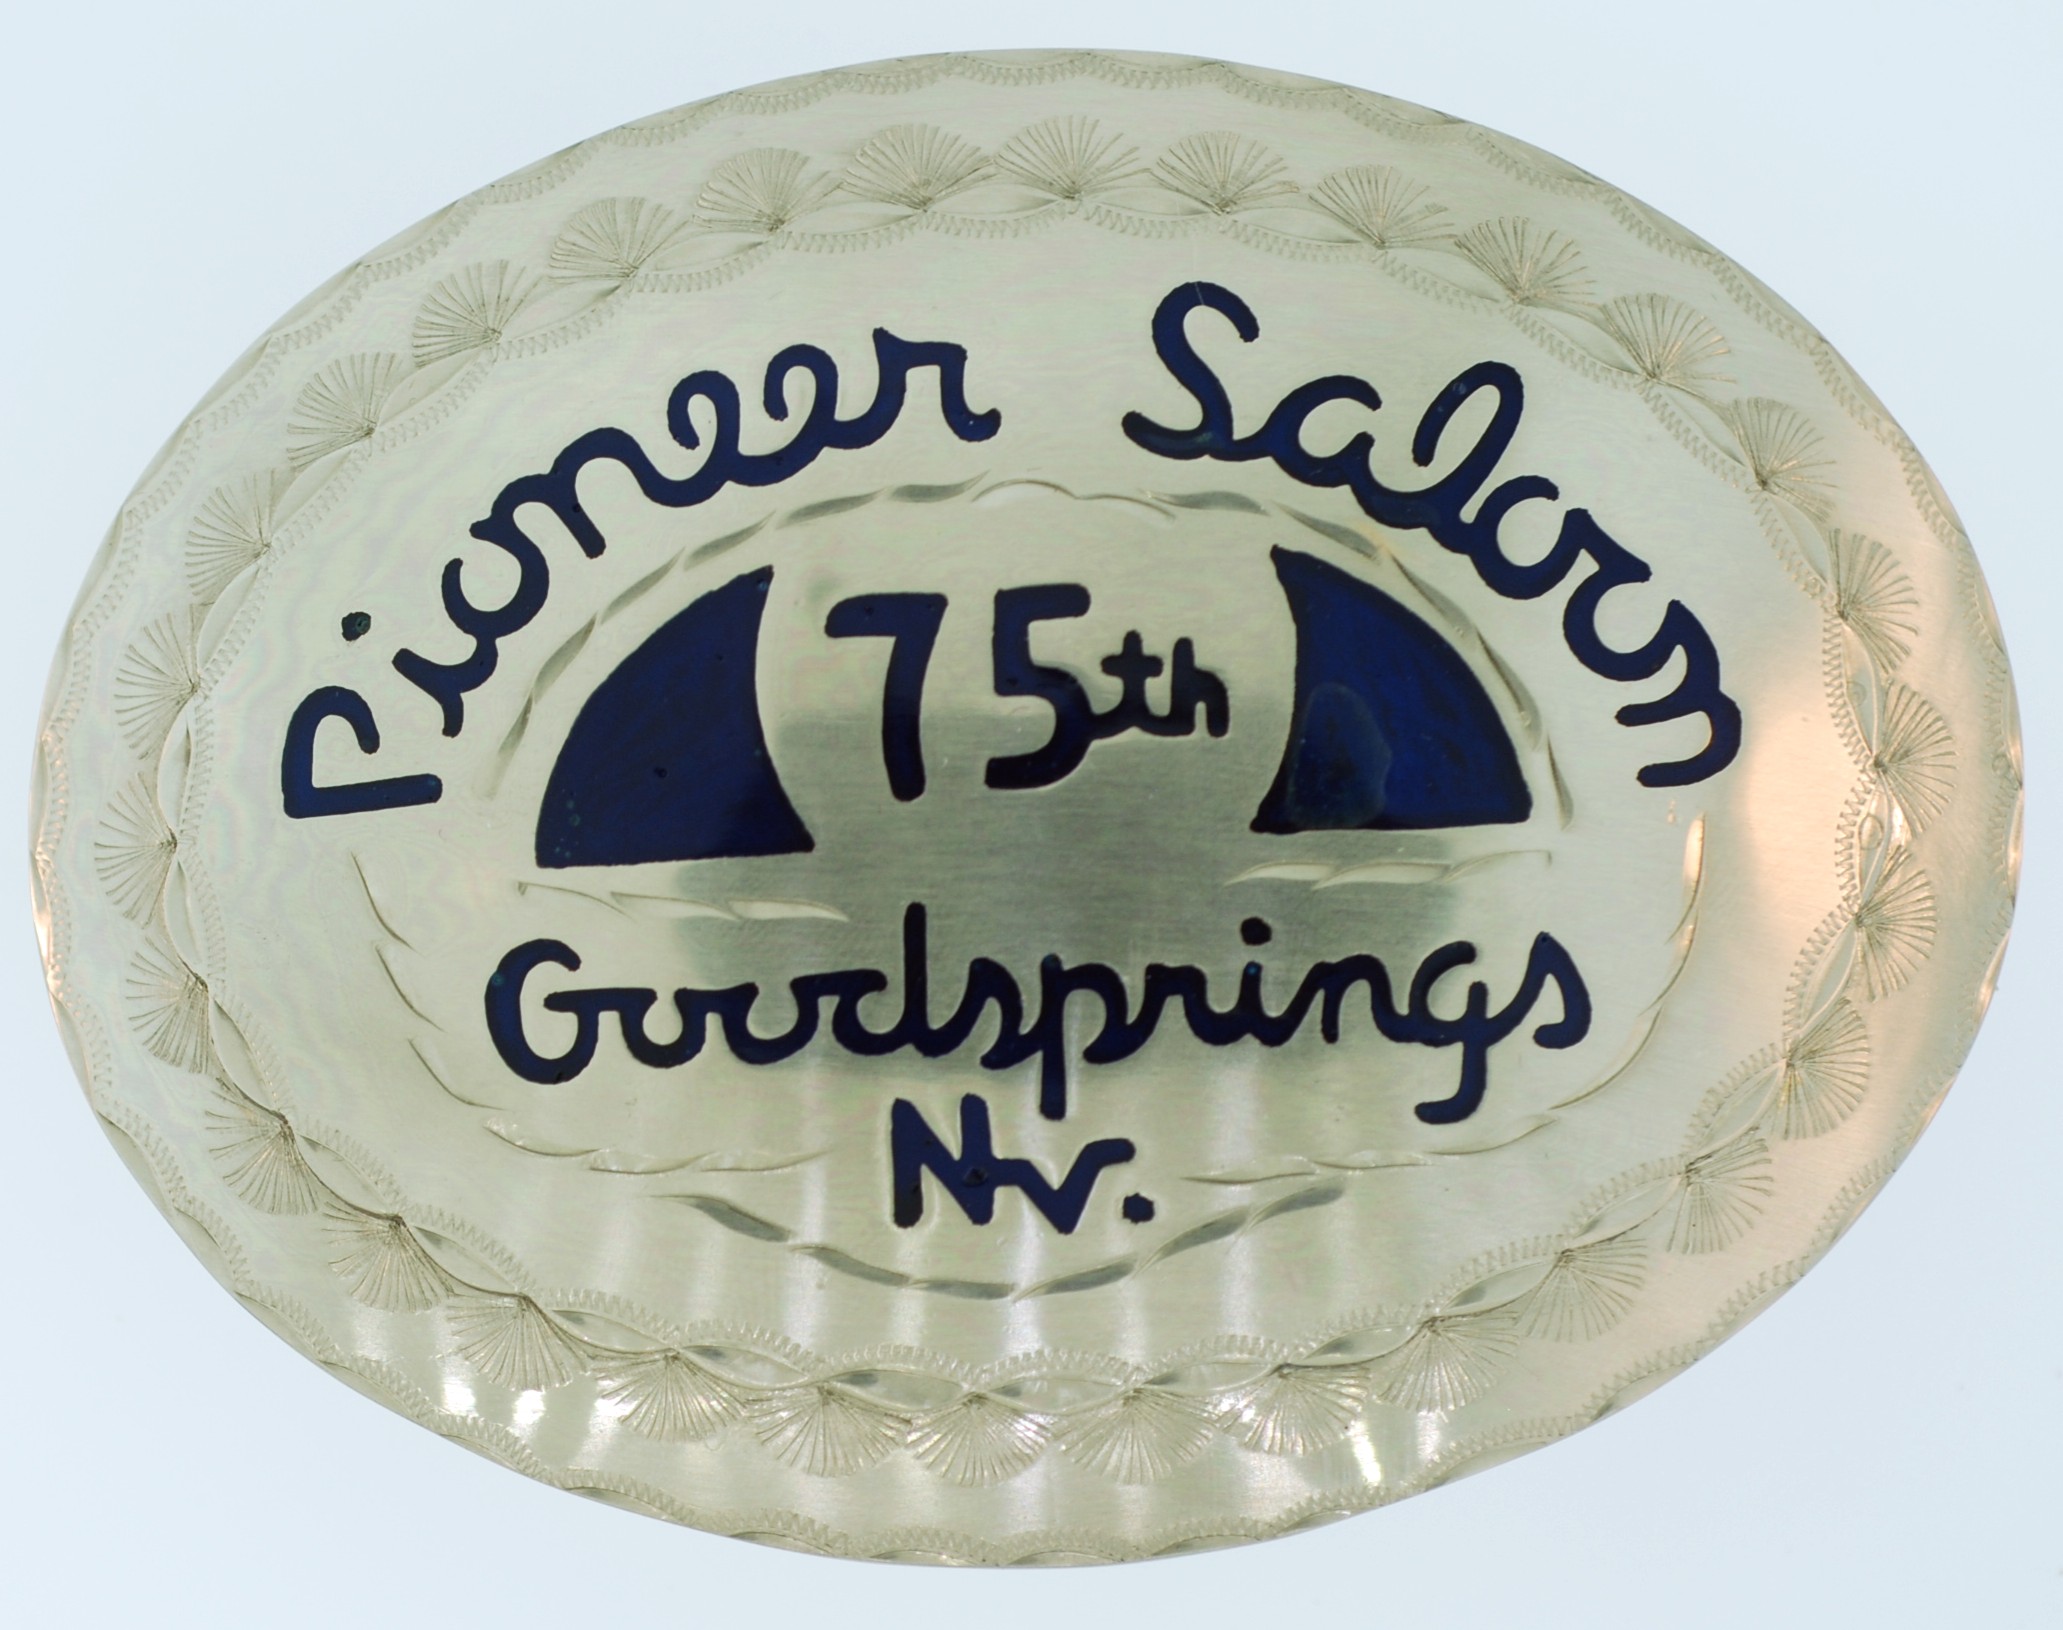 Pioneer Saloon
75th
Goodsprings
Nv.